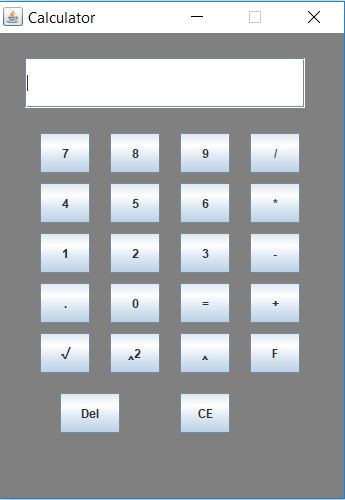 Calculator
7 8 9 /
4 5 6 *
1 2 3 -
. 0 = +
√ ^2 ^ F
Del CE